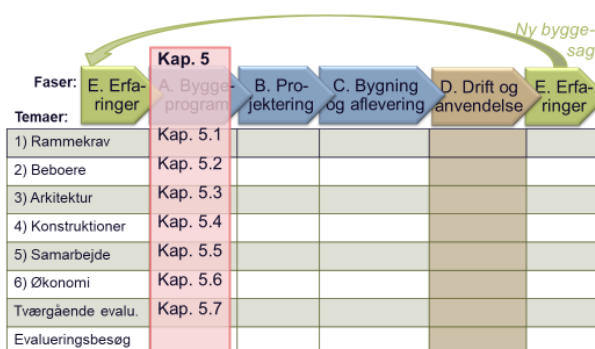 Ny bygge-
sag
Kap. 5
Faser:
E. Erfa-
ringer
A. Bygge-
program
B. Pro-
jektering
C. Bygning
og aflevering
D. Drift og
anvendelse
E. Erfa-
ringer
Temaer:
1) Rammekrav
Kap. 5.1
2) Beboere
Kap. 5.2
3) Arkitektur
Kap. 5.3
4) Konstruktioner
Kap. 5.4
5) Samarbejde
Kap. 5.5
6) Økonomi
Kap. 5.6
Tværgående evalu.
Kap. 5.7
Evalueringsbesøg